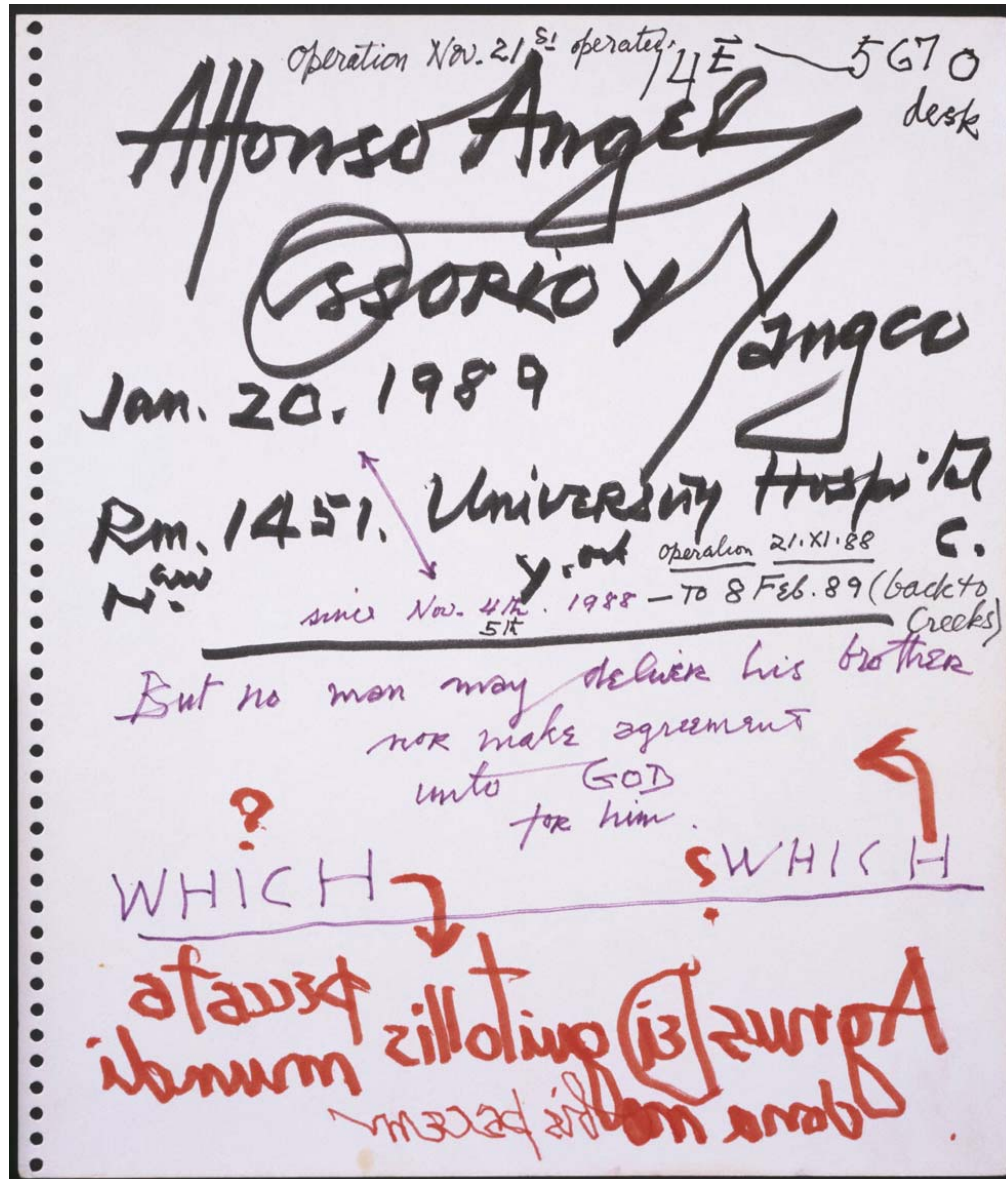 operation Nov. 21st operated. 14E — 5670
desk
Alfonso Angel
Ossorio y Yangco
Jan. 20. 1989
Rm. 1451. University Hospital
N. Y. C.
operation 21.XI.88
since Nov. 4th. 1988 — TO 8 Feb. 89 (back to
5th Creeks)
But no man may deliver his brother
nor make agreement
unto GOD
for him.
?
WHICH ? WHICH
Agnus Dei qui tollis peccata
mundi
dona nobis pacem